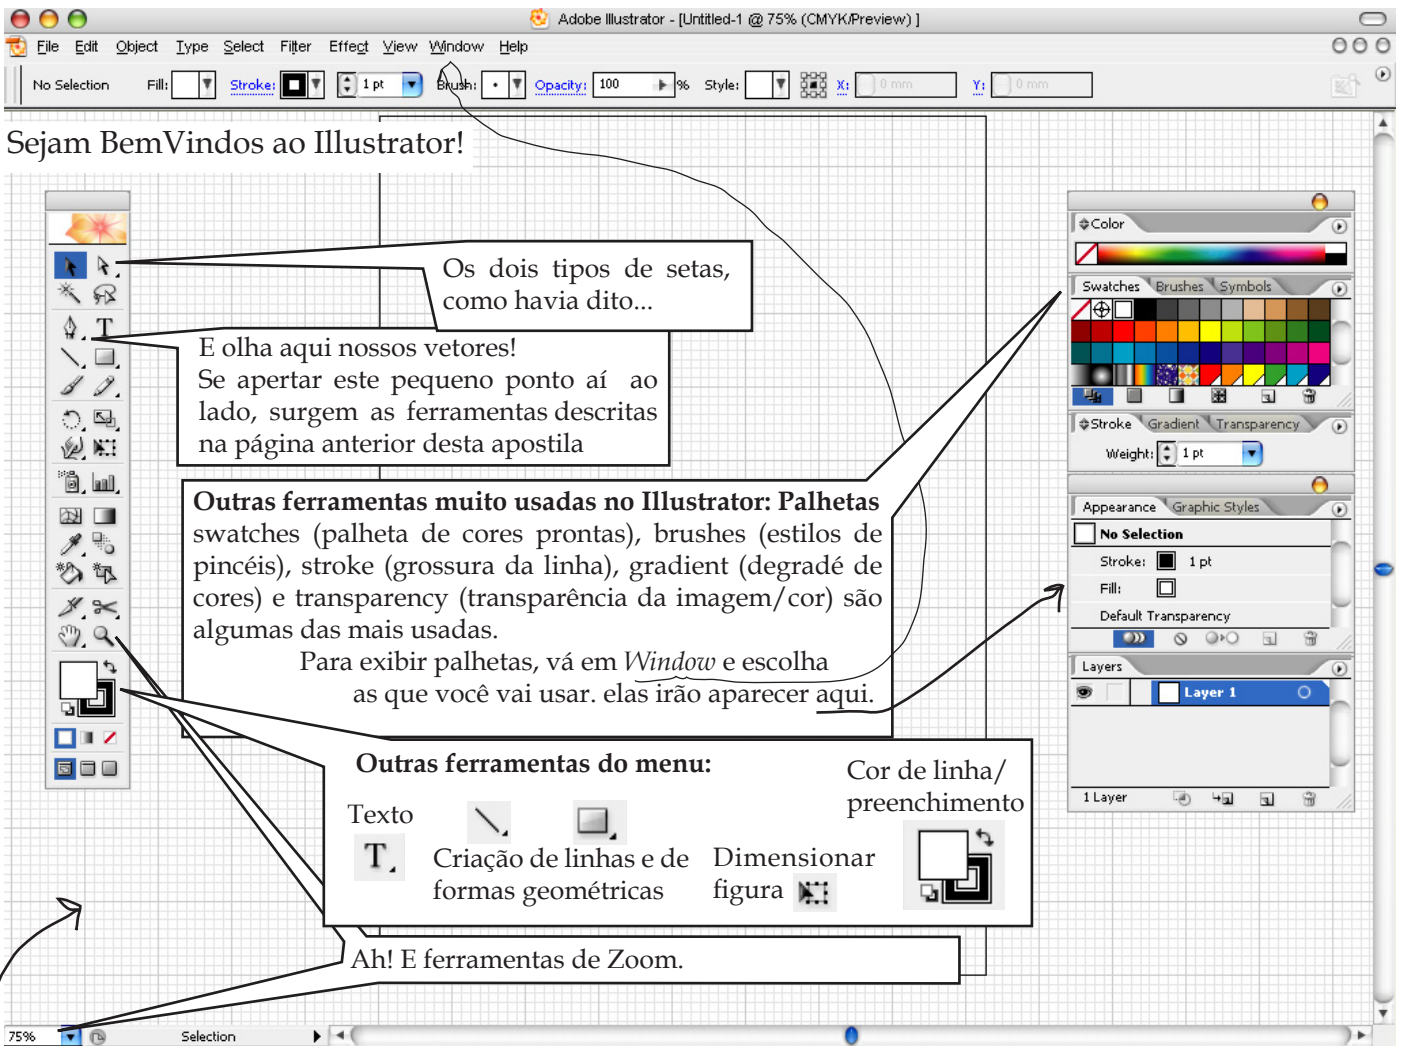 Adobe Illustrator - [Untitled-1 @ 75% (CMYK/Preview) ]
File Edit Object Type Select Filter Effect View Window Help
No Selection Fill: Stroke: 1 pt Brush: Opacity: 100 % Style: X: 0 mm Y: 0 mm
Sejam BemVindos ao Illustrator!
Os dois tipos de setas,
como havia dito...
E olha aqui nossos vetores!
Se apertar este pequeno ponto aí ao
lado, surgem as ferramentas descritas
na página anterior desta apostila
Outras ferramentas muito usadas no Illustrator: Palhetas
swatches (palheta de cores prontas), brushes (estilos de
pincéis), stroke (grossura da linha), gradient (degradé de
cores) e transparency (transparência da imagem/cor) são
algumas das mais usadas.
Para exibir palhetas, vá em Window e escolha
as que você vai usar. elas irão aparecer aqui.
Outras ferramentas do menu:
Texto
T
Criação de linhas e de
formas geométricas
Dimensionar
figura
Cor de linha/
preenchimento
Ah! E ferramentas de Zoom.
T
Color
Swatches Brushes Symbols
Stroke Gradient Transparency
Weight: 1 pt
Appearance Graphic Styles
No Selection
Stroke: 1 pt
Fill:
Default Transparency
Layers
Layer 1
1 Layer
75% Selection